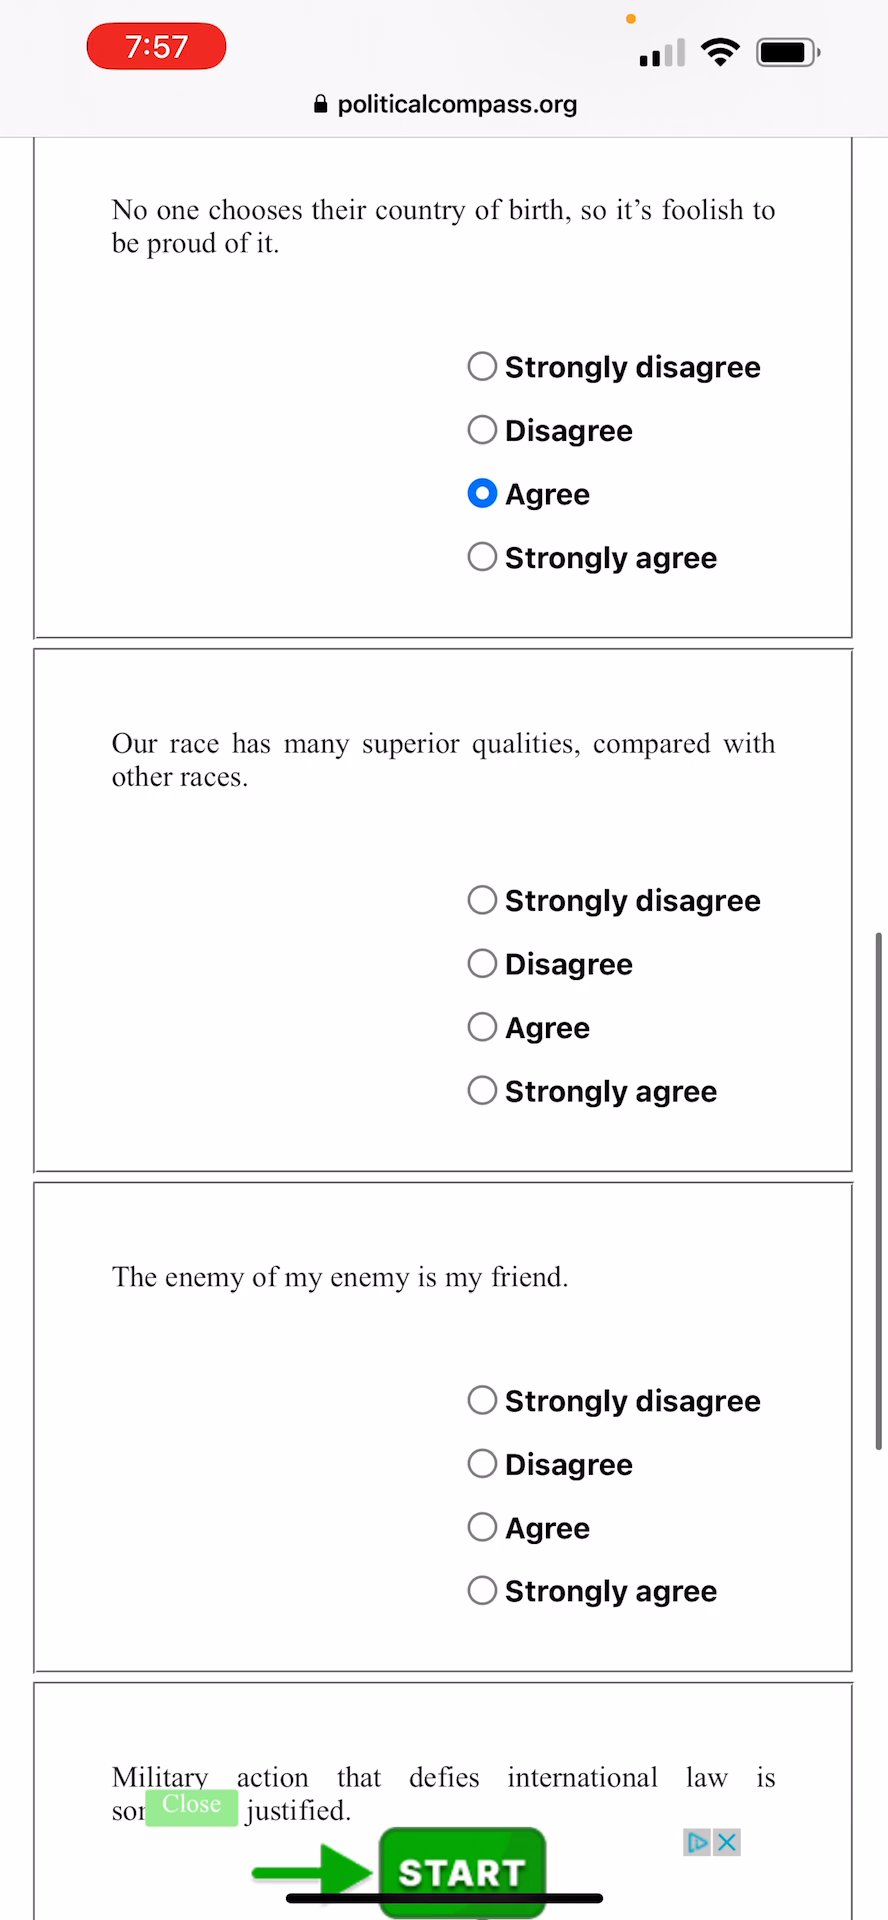 7:57
politicalcompass.org
No one chooses their country of birth, so it’s foolish to
be proud of it.
Strongly disagree
Disagree
Agree
Strongly agree
Our race has many superior qualities, compared with
other races.
Strongly disagree
Disagree
Agree
Strongly agree
The enemy of my enemy is my friend.
Strongly disagree
Disagree
Agree
Strongly agree
Military action that defies international law is
justified.
Close
START